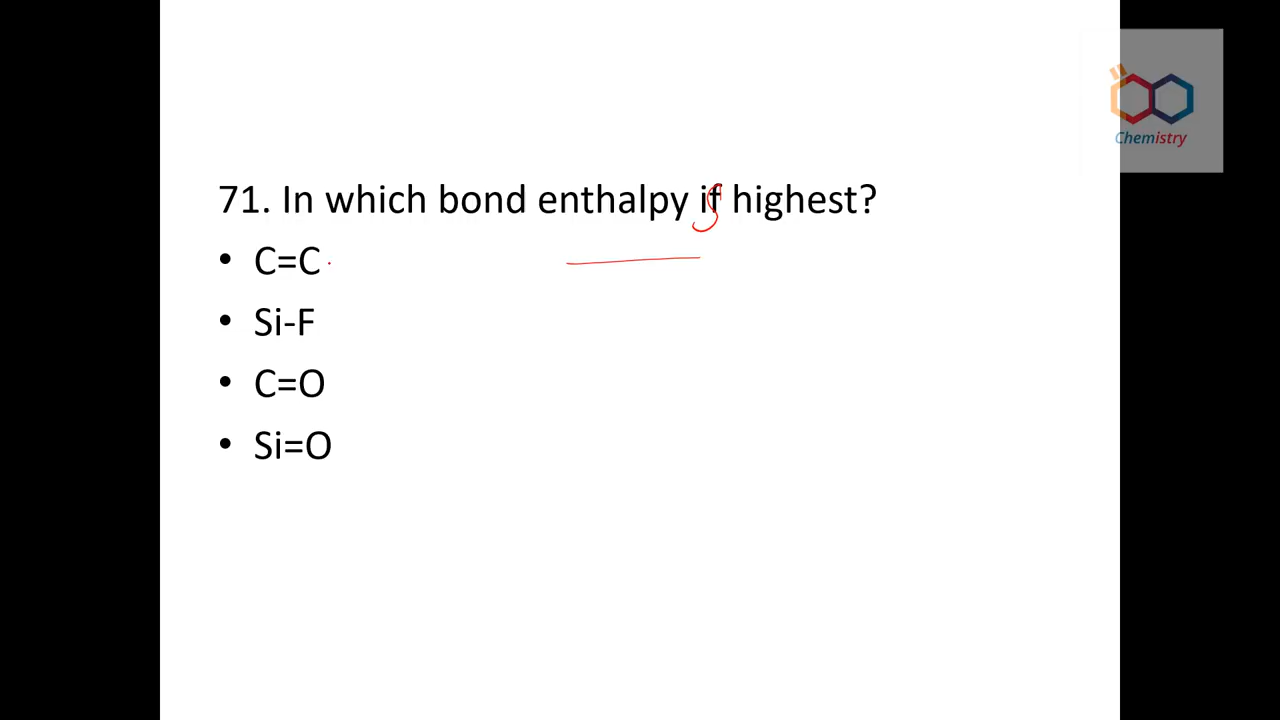 Chemistry
71. In which bond enthalpy if highest?
• C=C
• Si-F
• C=O
• Si=O